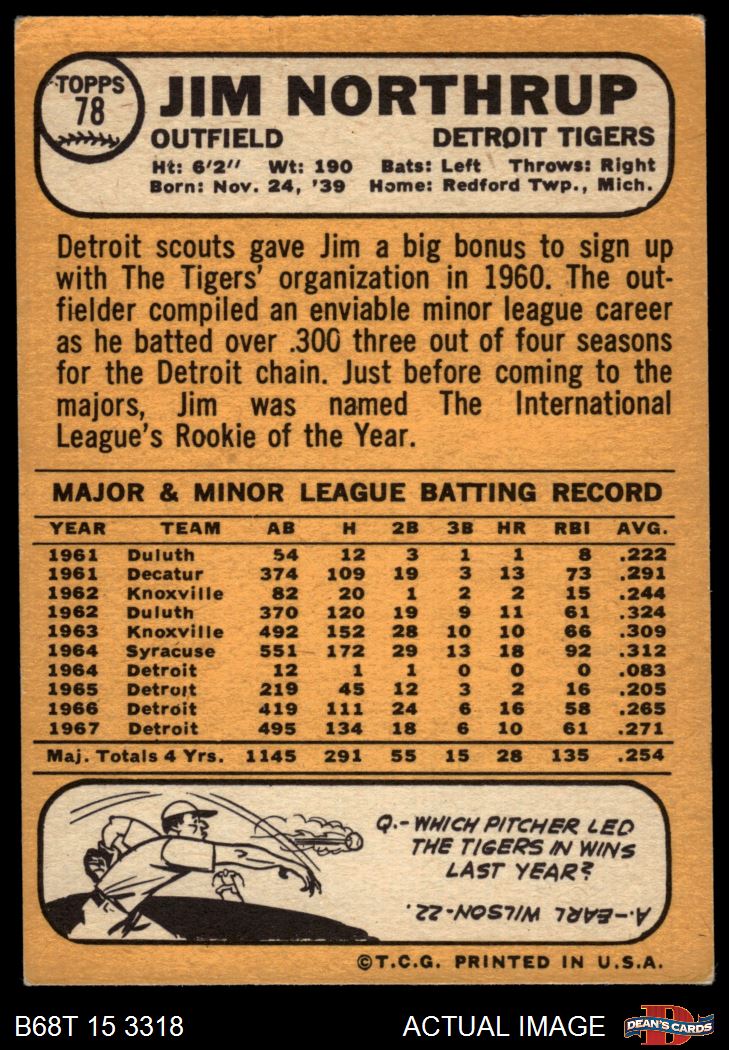 TOPPS
78
JIM NORTHRUP
OUTFIELD DETROIT TIGERS
Ht: 6'2" Wt: 190 Bats: Left Throws: Right
Born: Nov. 24, '39 Home: Redford Twp., Mich.
Detroit scouts gave Jim a big bonus to sign up
with The Tigers' organization in 1960. The out-
fielder compiled an enviable minor league career
as he batted over .300 three out of four seasons
for the Detroit chain. Just before coming to the
majors, Jim was named The International
League's Rookie of the Year.
MAJOR & MINOR LEAGUE BATTING RECORD
YEAR TEAM AB H 2B 3B HR RBI AVG.
1961 Duluth 54 12 3 1 1 8 .222
1961 Decatur 374 109 19 3 13 73 .291
1962 Knoxville 82 20 1 2 2 15 .244
1962 Duluth 370 120 19 9 11 61 .324
1963 Knoxville 492 152 28 10 10 66 .309
1964 Syracuse 551 172 29 13 18 92 .312
1964 Detroit 12 1 1 0 0 0 .083
1965 Detroit 219 45 12 3 2 16 .205
1966 Detroit 419 111 24 6 16 58 .265
1967 Detroit 495 134 18 6 10 61 .271
Maj. Totals 4 Yrs. 1145 291 55 15 28 135 .254
Q.-WHICH PITCHER LED
THE TIGERS IN WINS
LAST YEAR?
A.-EARL WILSON-22.
©T.C.G. PRINTED IN U.S.A.
B68T 15 3318 ACTUAL IMAGE DEAN'S CARDS